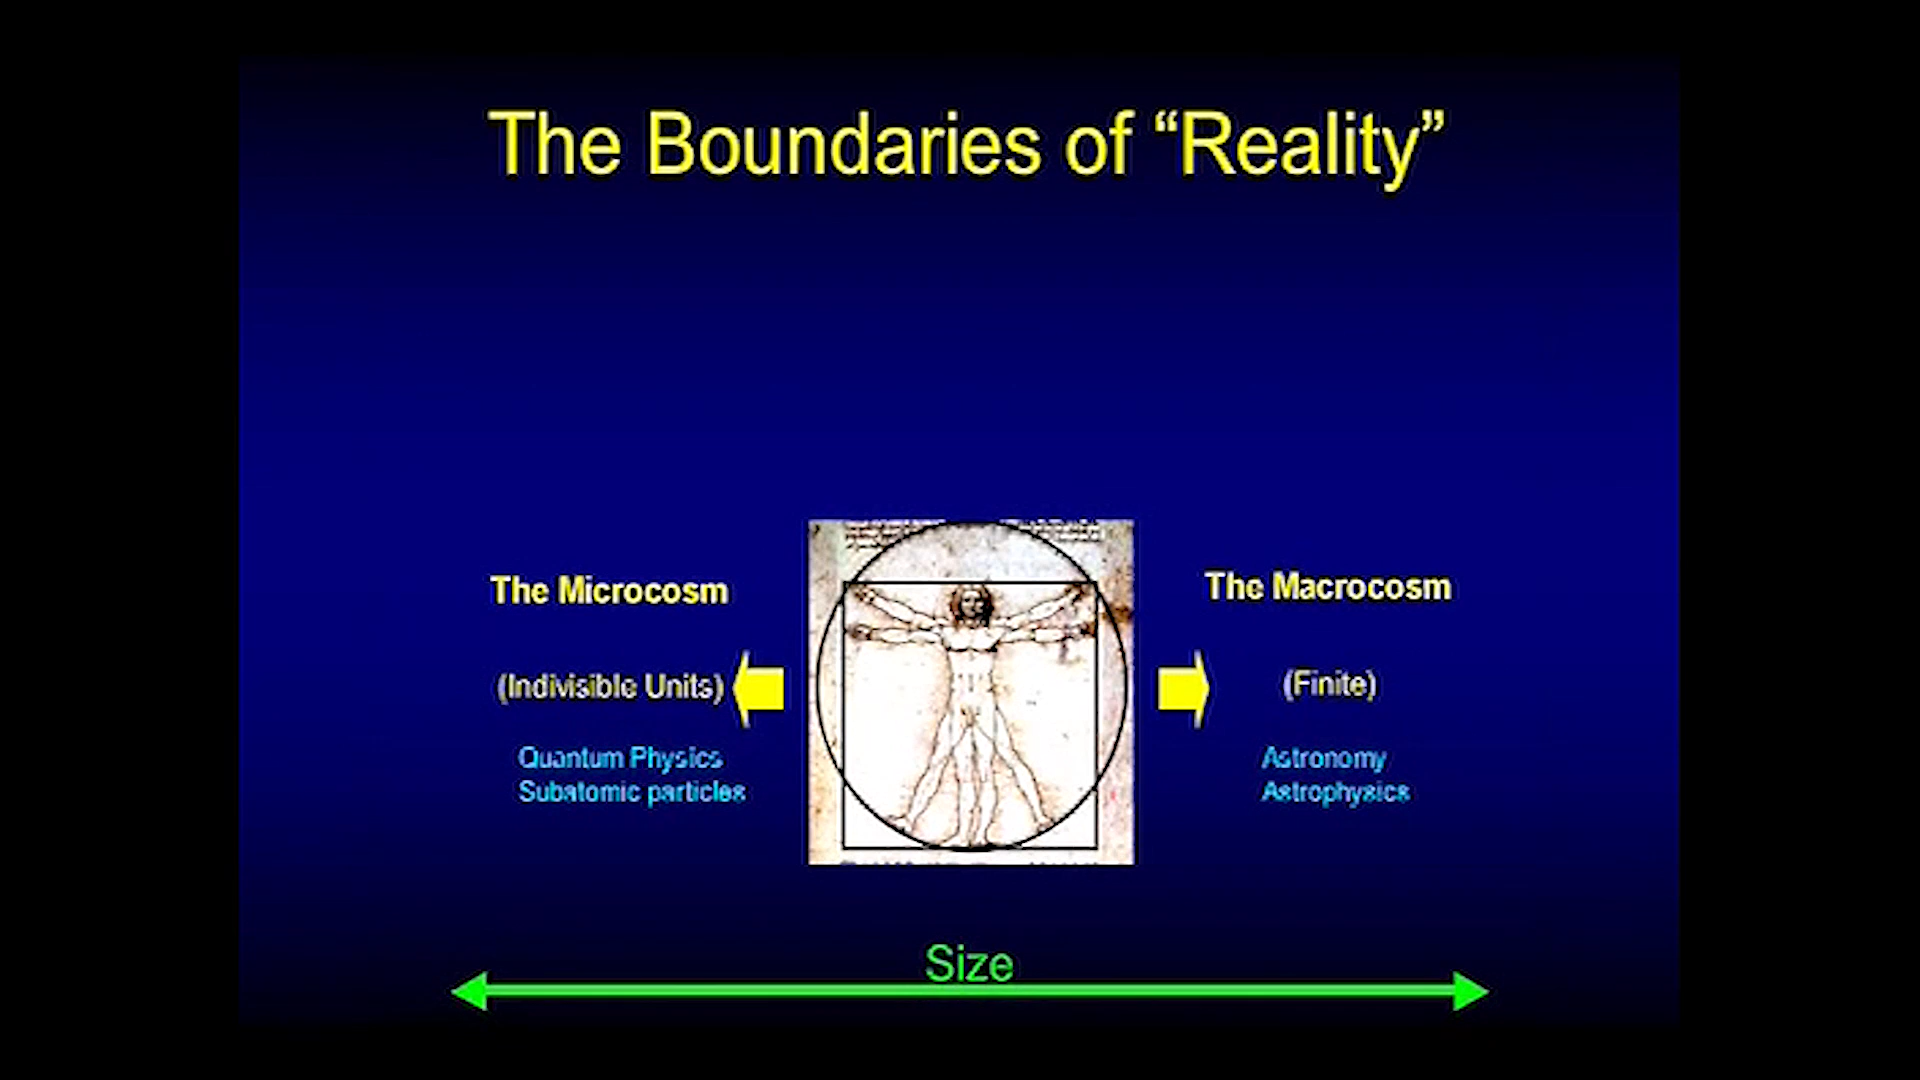 The Boundaries of “Reality”
The Microcosm
The Macrocosm
(Indivisible Units)
(Finite)
Quantum Physics
Subatomic particles
Astronomy
Astrophysics
Size